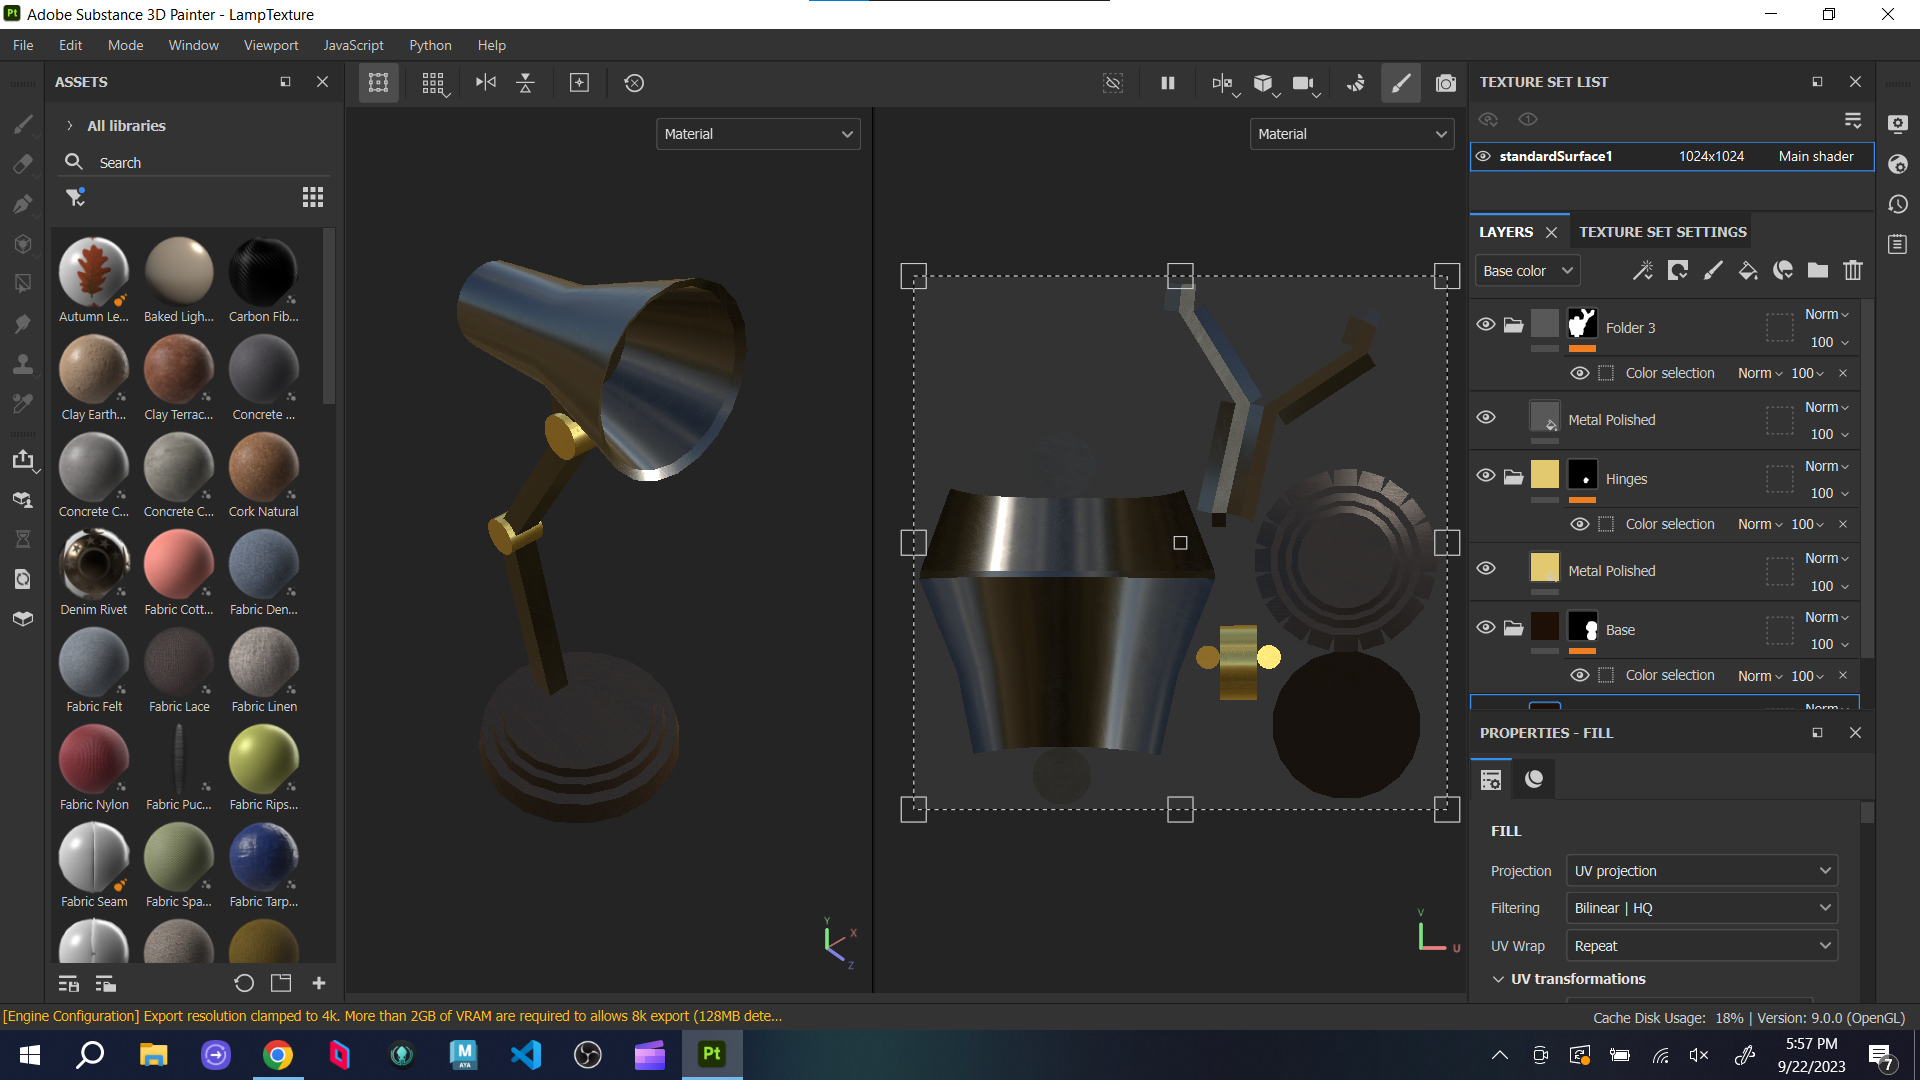 Pt Adobe Substance 3D Painter - LampTexture
File Edit Mode Window Viewport JavaScript Python Help
ASSETS
All libraries
Search
Autumn Le... Baked Ligh... Carbon Fib...
Clay Earth... Clay Terrac... Concrete ...
Concrete C... Concrete C... Cork Natural
Denim Rivet Fabric Cott... Fabric Den...
Fabric Felt Fabric Lace Fabric Linen
Fabric Nylon Fabric Puc... Fabric Rips...
Fabric Seam Fabric Spa... Fabric Tarp...
Material
Y
X
Z
Material
V
U
TEXTURE SET LIST
standardSurface1 1024x1024 Main shader
LAYERS TEXTURE SET SETTINGS
Base color
Folder 3 Norm
100
Color selection Norm 100
Metal Polished Norm
100
Hinges Norm
100
Color selection Norm 100
Metal Polished Norm
100
Base Norm
100
Color selection Norm 100
Norm
PROPERTIES - FILL
FILL
Projection UV projection
Filtering Bilinear | HQ
UV Wrap Repeat
UV transformations
[Engine Configuration] Export resolution clamped to 4k. More than 2GB of VRAM are required to allows 8k export (128MB dete...
Cache Disk Usage: 18% | Version: 9.0.0 (OpenGL)
M
AYA
Pt
5:57 PM
9/22/2023
7